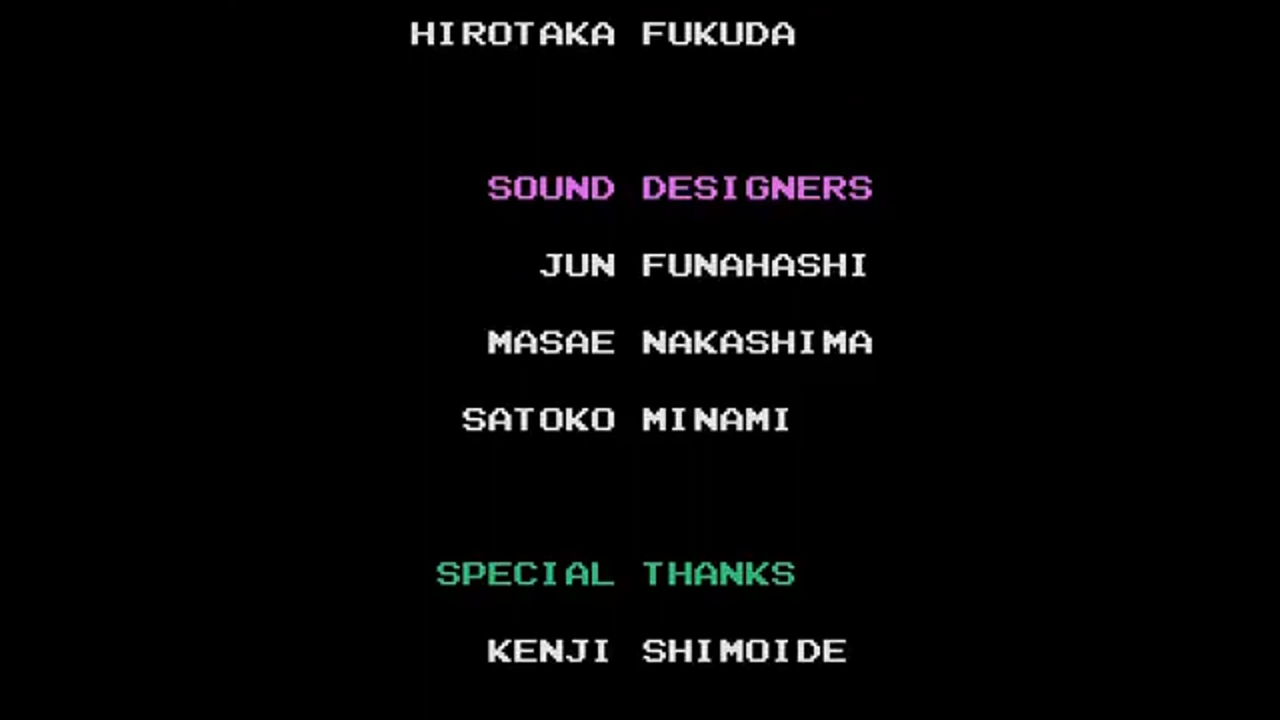 HIROTAKA FUKUDA
SOUND DESIGNERS
JUN FUNAHASHI
MASAE NAKASHIMA
SATOKO MINAMI
SPECIAL THANKS
KENJI SHIMOIDE